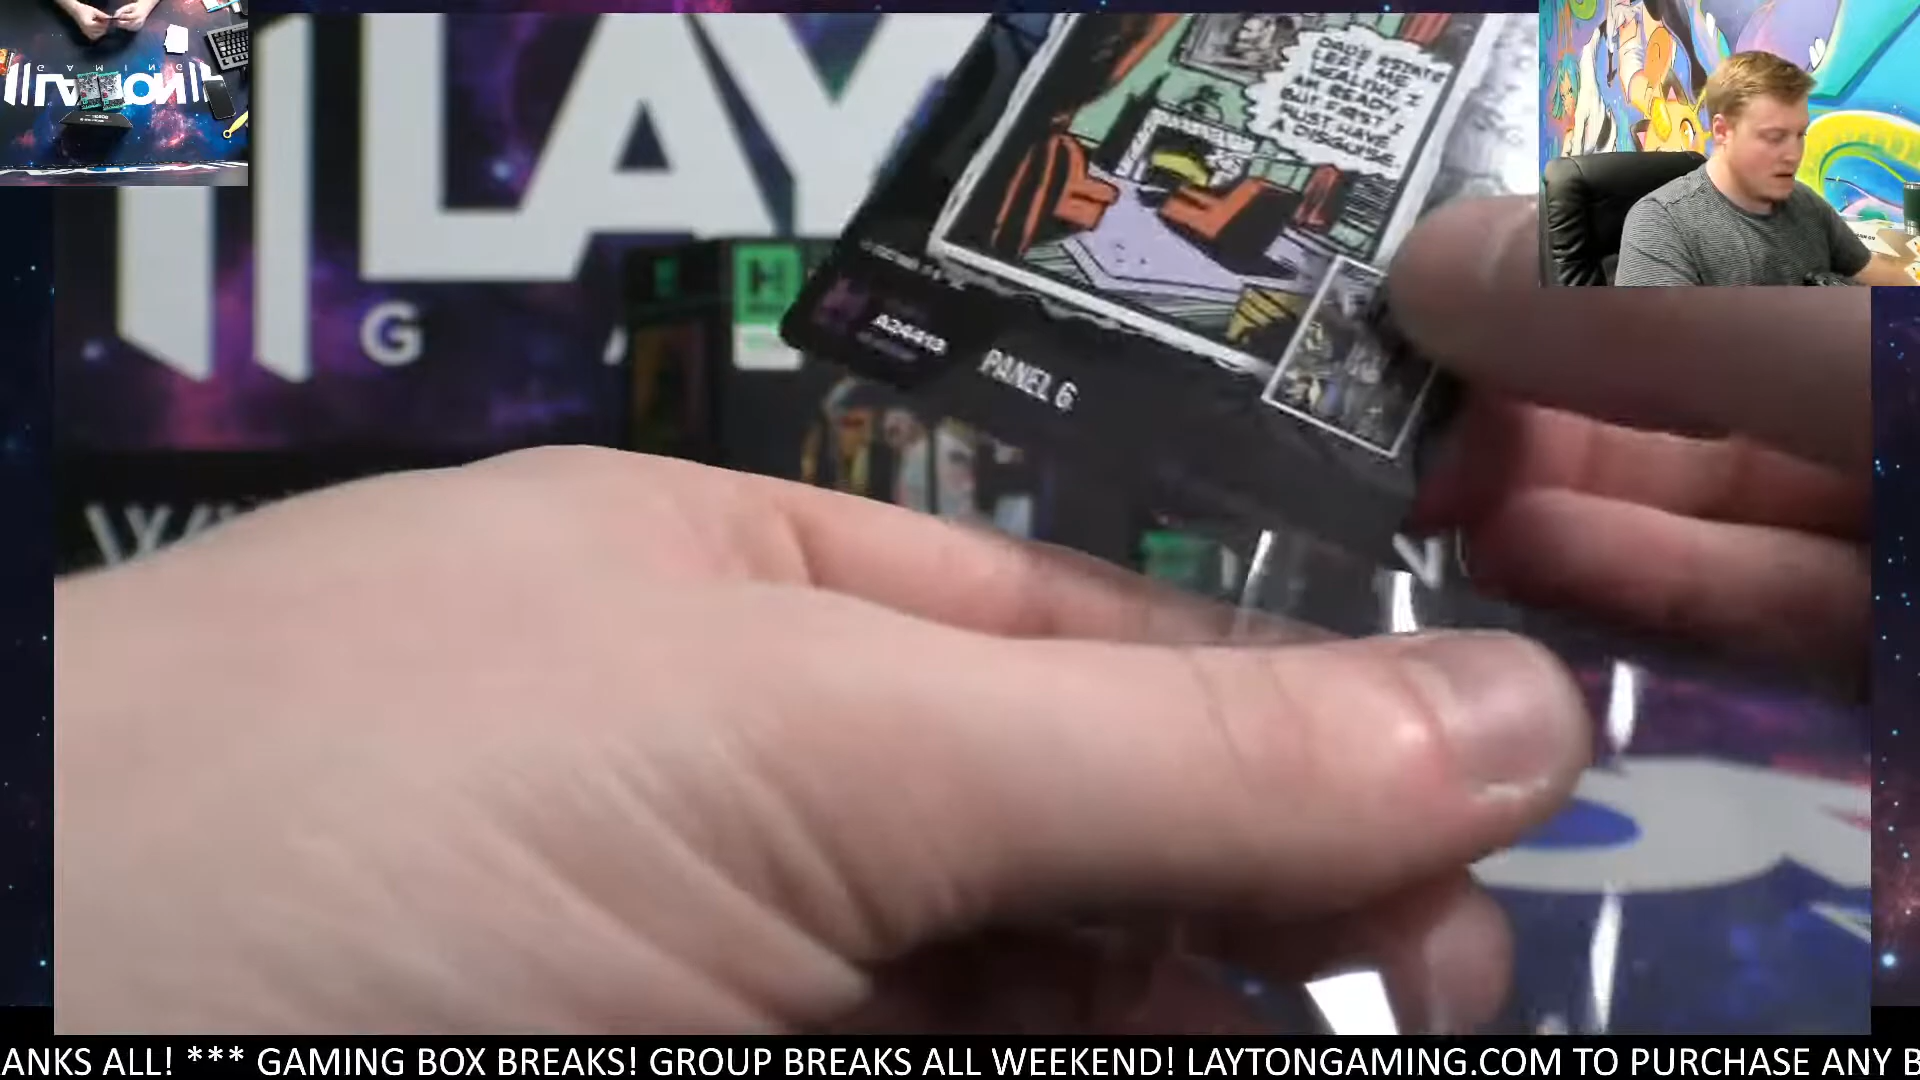 LAY
G
DAD'S ESTATE
LEFT ME
WEALTHY. I
AM READY.
BUT FIRST I
MUST HAVE
A DISGUISE.
PANEL 6
ANKS ALL! *** GAMING BOX BREAKS! GROUP BREAKS ALL WEEKEND! LAYTONGAMING.COM TO PURCHASE ANY B